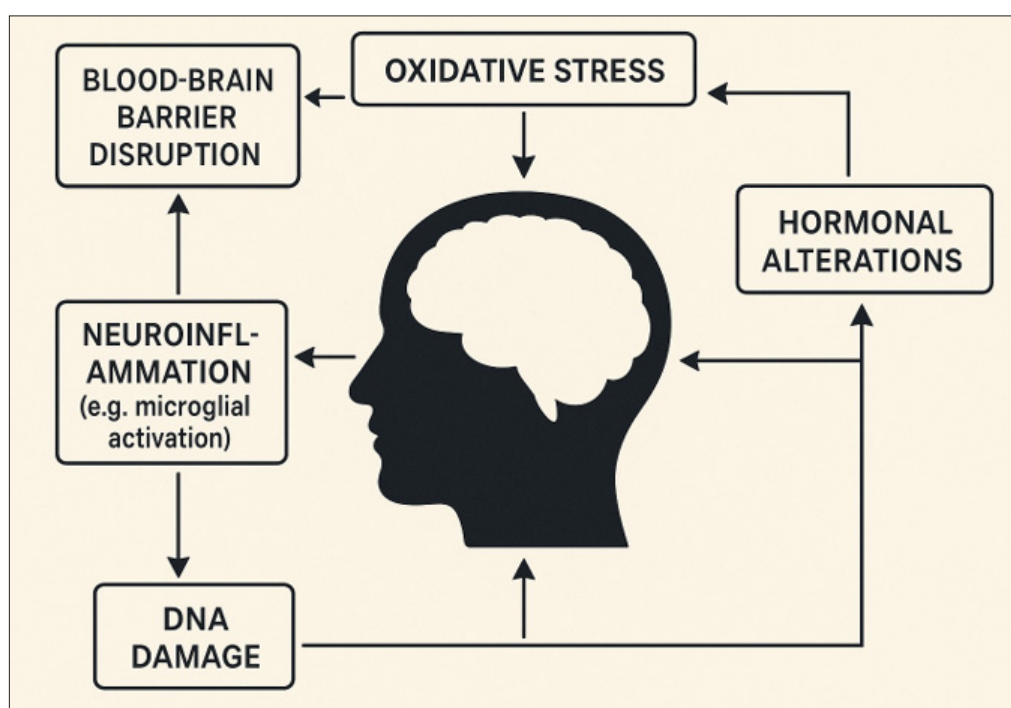 BLOOD-BRAIN
BARRIER
DISRUPTION
OXIDATIVE STRESS
HORMONAL
ALTERATIONS
NEUROINFL-
AMMATION
(e.g. microglial
activation)
DNA
DAMAGE